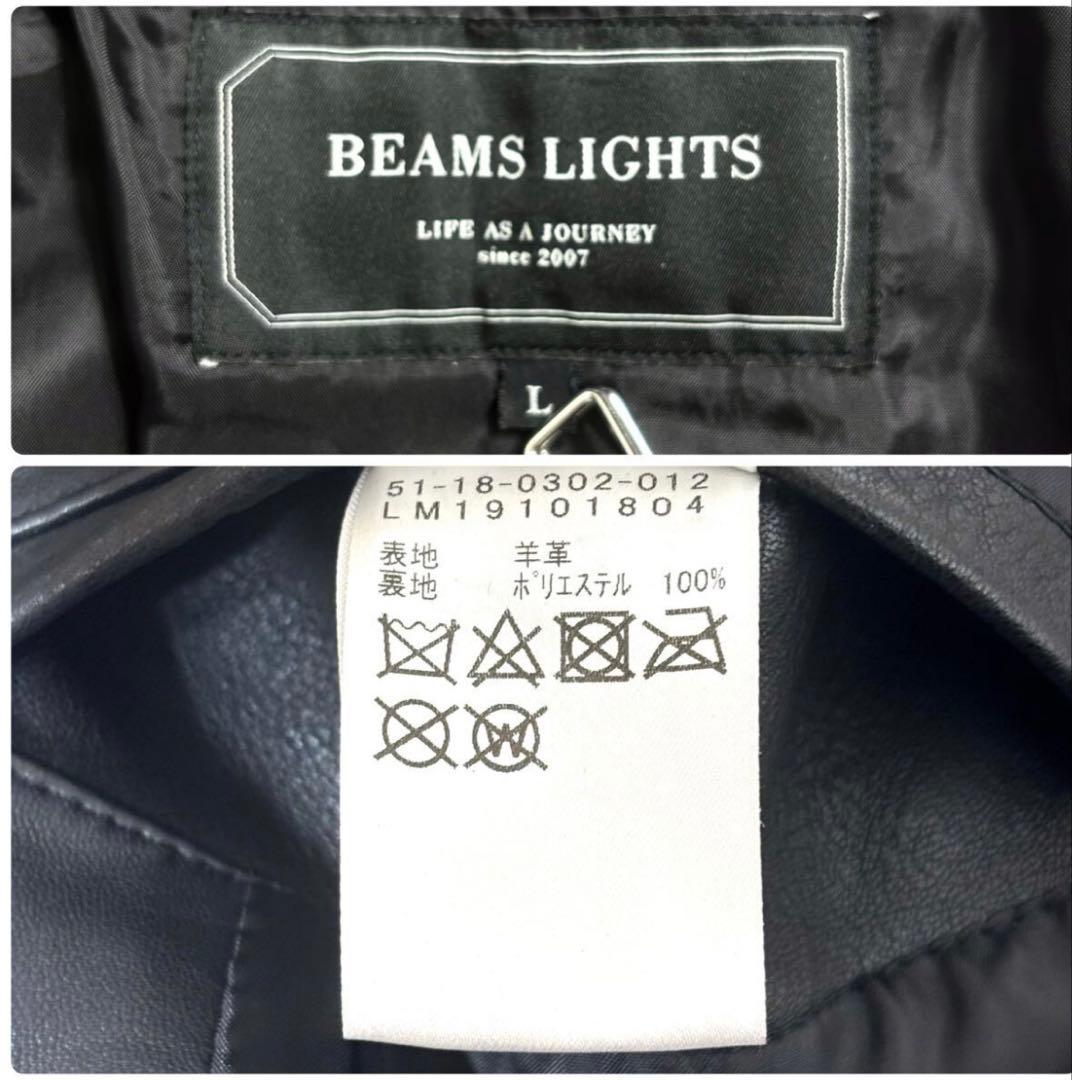 BEAMS LIGHTS
LIFE AS A JOURNEY
since 2007
L
51-18-0302-012
LM19101804
表地 羊革
裏地 ポリエステル 100%
W